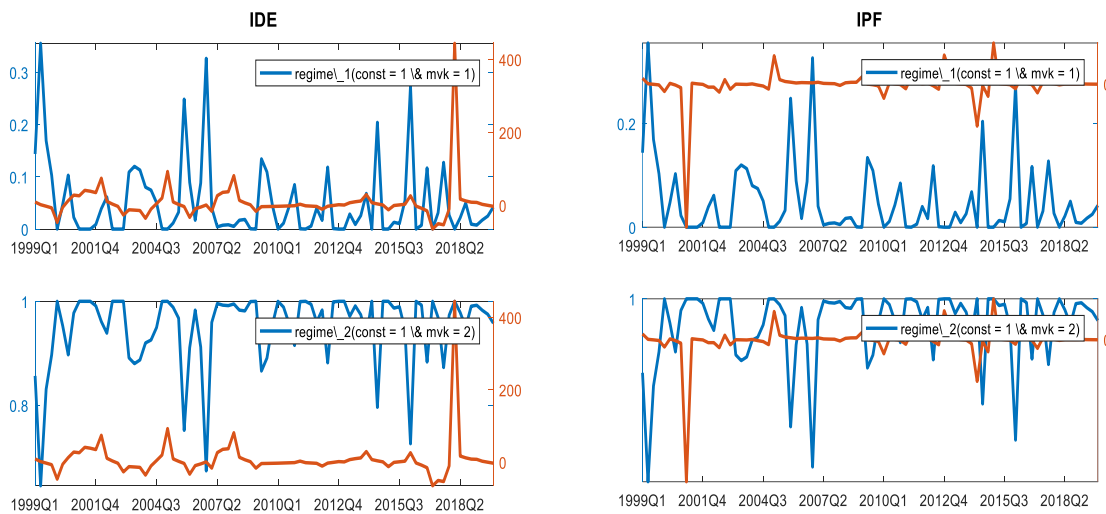 IDE
IPF
0.3
0.2
0.1
0
400
200
0
regime\_1(const = 1 \& mvk = 1)
1999Q1 2001Q4 2004Q3 2007Q2 2010Q1 2012Q4 2015Q3 2018Q2
0.2
0
regime\_1(const = 1 \& mvk = 1)
1999Q1 2001Q4 2004Q3 2007Q2 2010Q1 2012Q4 2015Q3 2018Q2
1
0.8
400
200
0
regime\_2(const = 1 \& mvk = 2)
1999Q1 2001Q4 2004Q3 2007Q2 2010Q1 2012Q4 2015Q3 2018Q2
1
regime\_2(const = 1 \& mvk = 2)
1999Q1 2001Q4 2004Q3 2007Q2 2010Q1 2012Q4 2015Q3 2018Q2